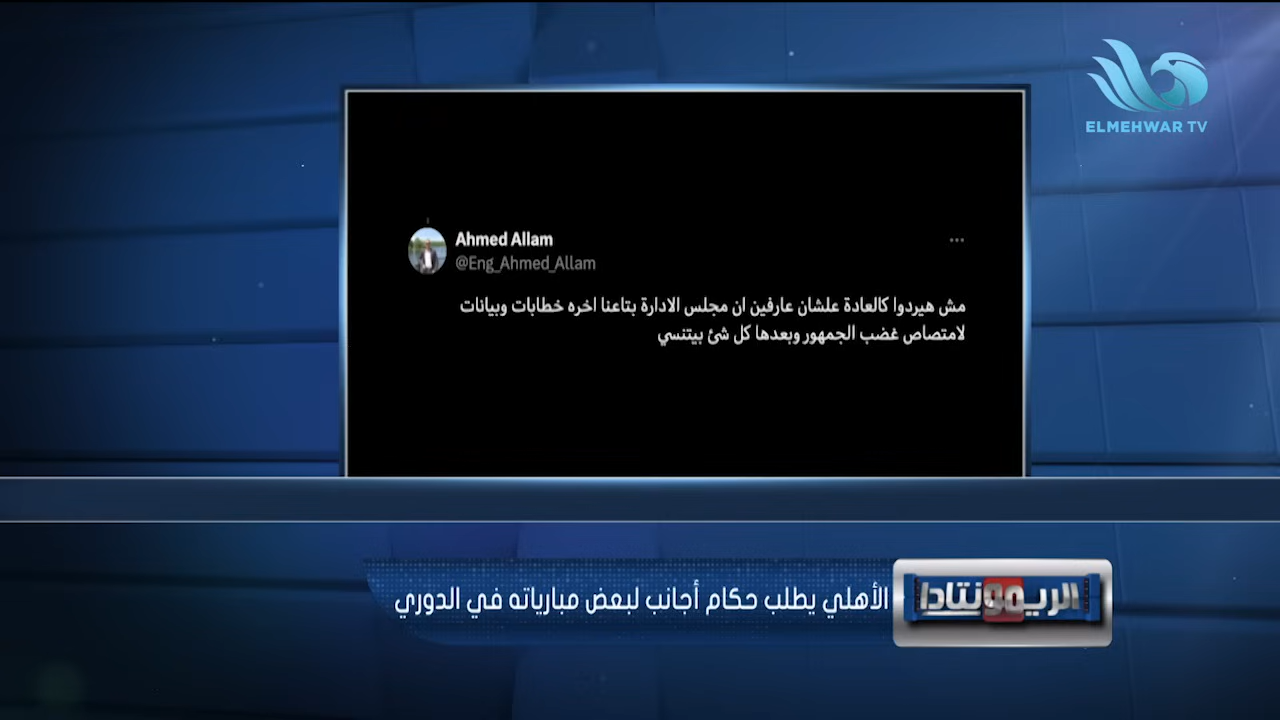 ELMEHWAR TV
Ahmed Allam
@Eng_Ahmed_Allam
مش هيردوا كالعادة علشان عارفين ان مجلس الادارة بتاعنا اخره خطابات وبيانات
لامتصاص غضب الجمهور وبعدها كل شئ بيتنسي
الريمونتادا
الأهلي يطلب حكام أجانب لبعض مبارياته في الدوري